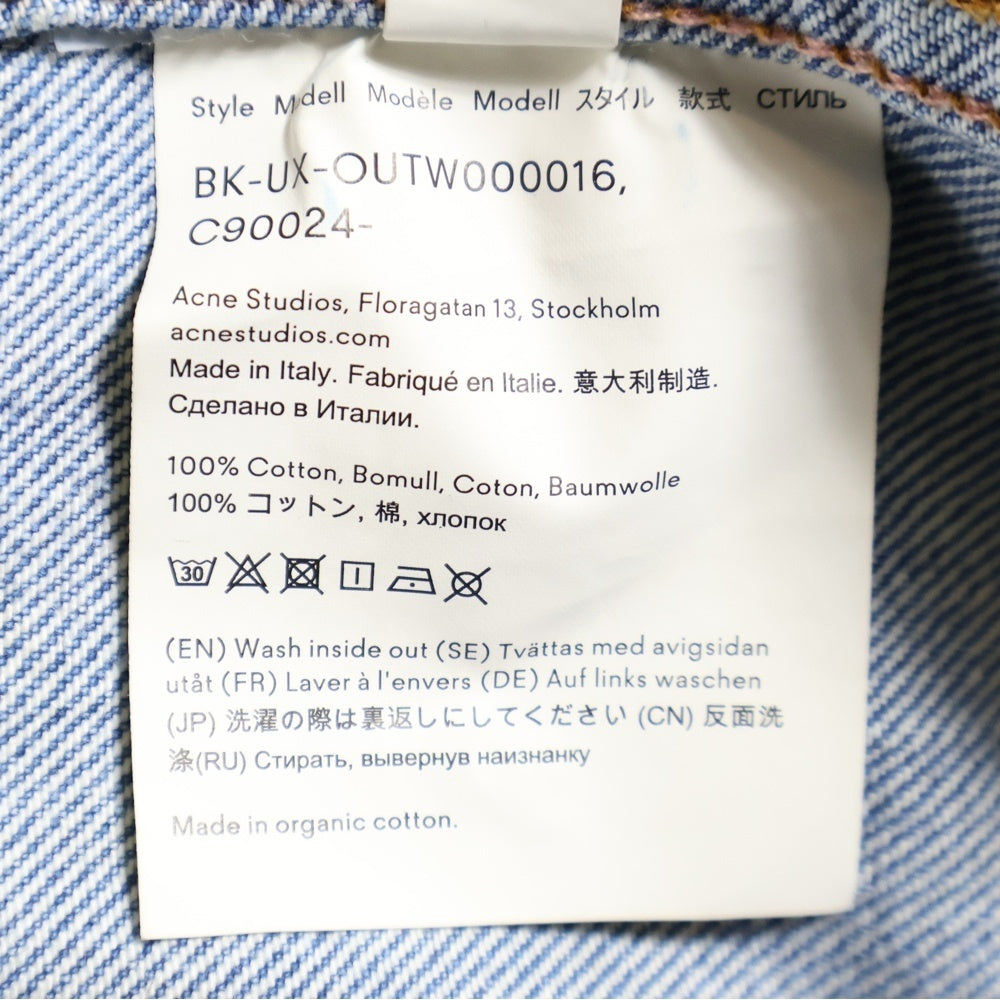 Style Modell Modèle Modell スタイル 款式 СТИЛЬ
BK-UX-OUTW000016,
C90024-
Acne Studios, Floragatan 13, Stockholm
acnestudios.com
Made in Italy. Fabriqué en Italie. 意大利制造.
Сделано в Италии.
100% Cotton, Bomull, Coton, Baumwolle
100% コットン, 棉, хлопок
30
(EN) Wash inside out (SE) Tvättas med avigsidan
utåt (FR) Laver à l'envers (DE) Auf links waschen
(JP) 洗濯の際は裏返しにしてください (CN) 反面洗
涤(RU) Стирать, вывернув наизнанку
Made in organic cotton.